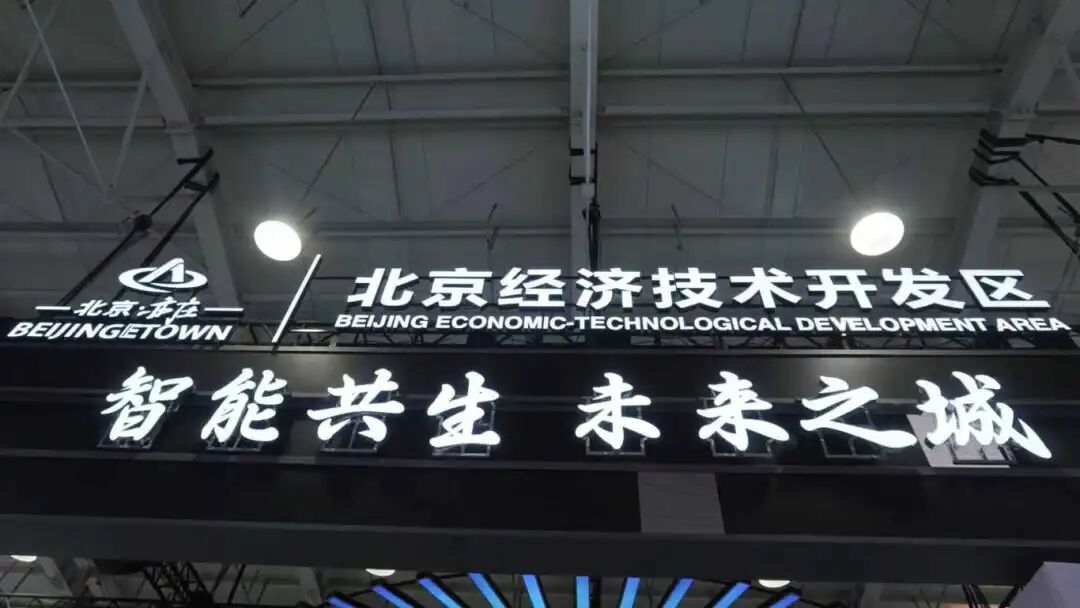 北京·亦庄
BEIJINGETOWN
北京经济技术开发区
BEIJING ECONOMIC-TECHNOLOGICAL DEVELOPMENT AREA
智能共生 未来之城